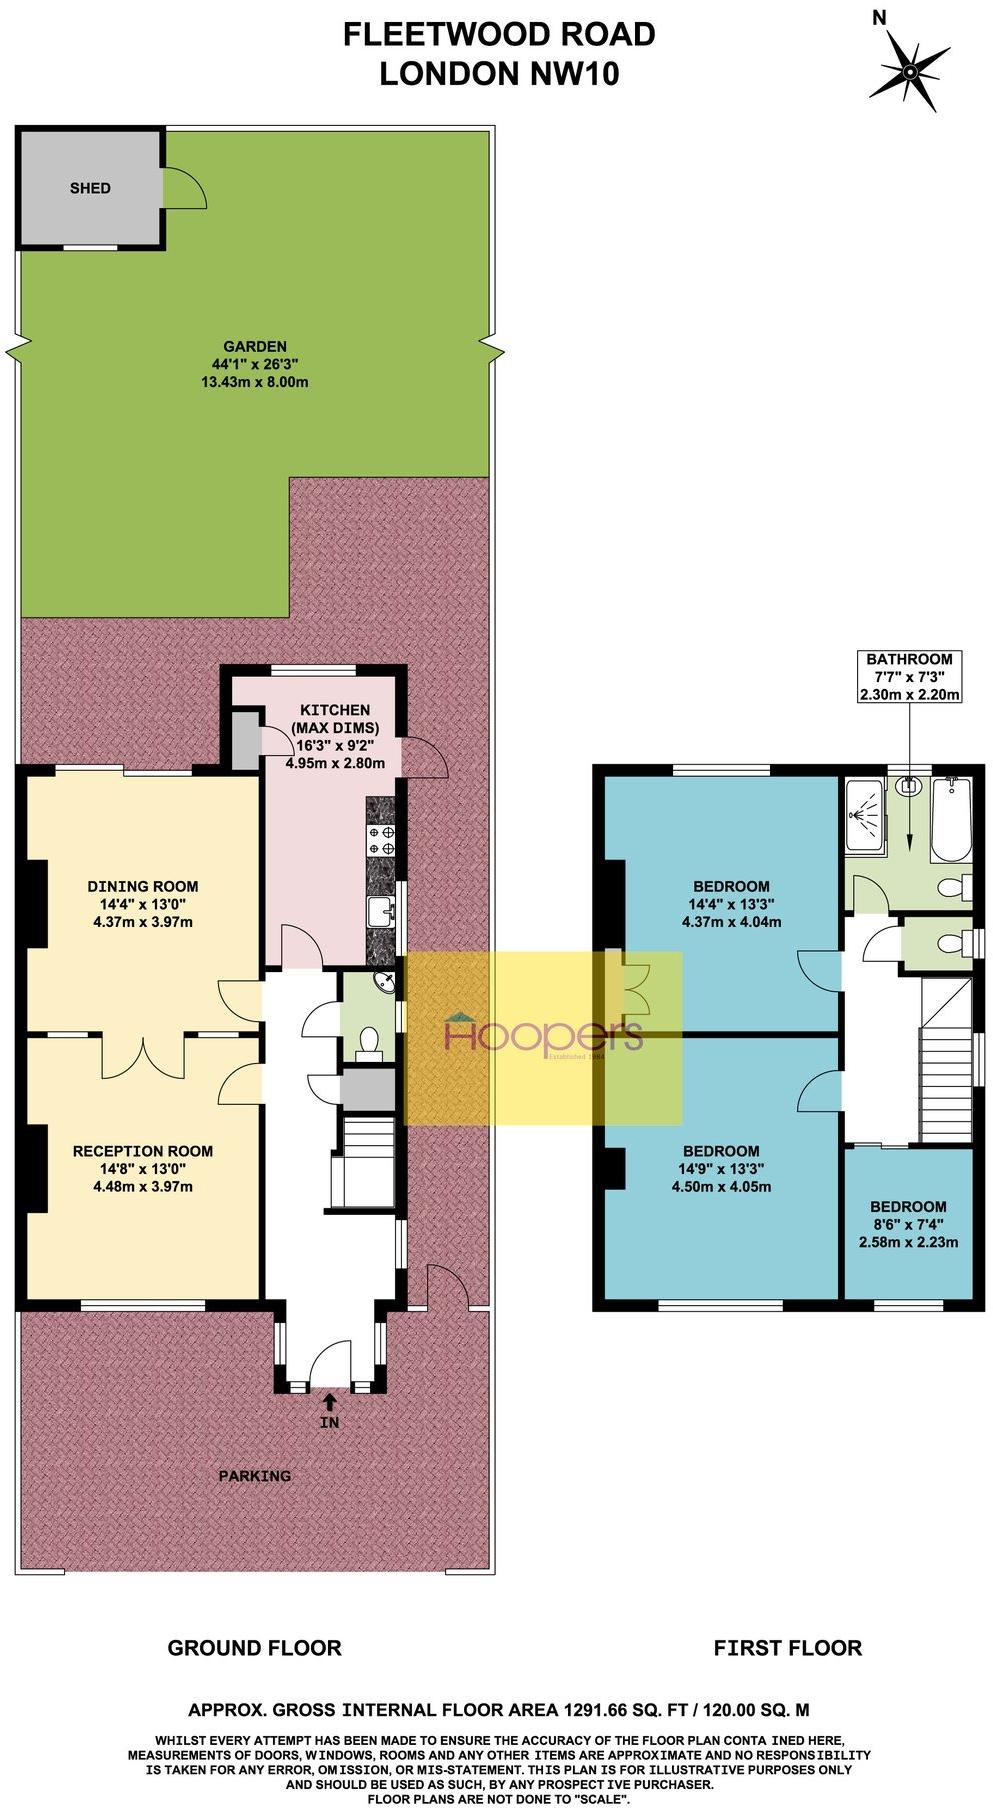 FLEETWOOD ROAD
LONDON NW10
N
SHED
GARDEN
44'1" x 26'3"
13.43m x 8.00m
KITCHEN
(MAX DIMS)
16'3" x 9'2"
4.95m x 2.80m
DINING ROOM
14'4" x 13'0"
4.37m x 3.97m
RECEPTION ROOM
14'8" x 13'0"
4.48m x 3.97m
IN
PARKING
BATHROOM
7'7" x 7'3"
2.30m x 2.20m
BEDROOM
14'4" x 13'3"
4.37m x 4.04m
BEDROOM
14'9" x 13'3"
4.50m x 4.05m
BEDROOM
8'6" x 7'4"
2.58m x 2.23m
Hoopers
Established 1984
GROUND FLOOR
FIRST FLOOR
APPROX. GROSS INTERNAL FLOOR AREA 1291.66 SQ. FT / 120.00 SQ. M
WHILST EVERY ATTEMPT HAS BEEN MADE TO ENSURE THE ACCURACY OF THE FLOOR PLAN CONTA INED HERE,
MEASUREMENTS OF DOORS, WINDOWS, ROOMS AND ANY OTHER ITEMS ARE APPROXIMATE AND NO RESPONSIBILITY
IS TAKEN FOR ANY ERROR, OMISSION, OR MIS-STATEMENT. THIS PLAN IS FOR ILLUSTRATIVE PURPOSES ONLY
AND SHOULD BE USED AS SUCH, BY ANY PROSPECT IVE PURCHASER.
FLOOR PLANS ARE NOT DONE TO "SCALE".